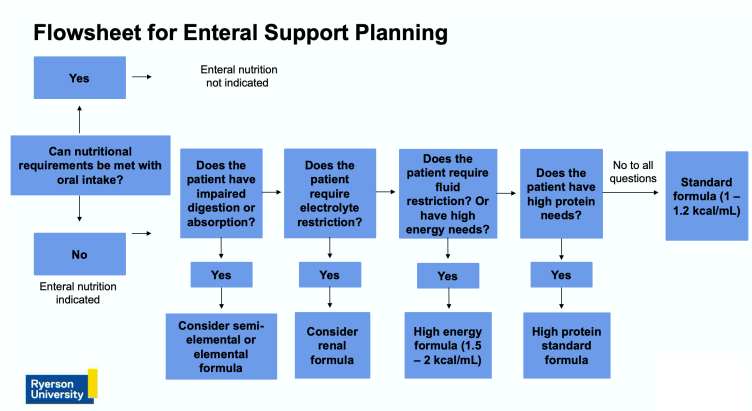 Flowsheet for Enteral Support Planning
Yes
Enteral nutrition
not indicated
Can nutritional
requirements be met with
oral intake?
No
Enteral nutrition
indicated
Does the
patient have
impaired
digestion or
absorption?
Yes
Consider semi-
elemental or
elemental
formula
Does the
patient
require
electrolyte
restriction?
Yes
Consider
renal
formula
Does the
patient require
fluid
restriction? Or
have high
energy needs?
Yes
High energy
formula (1.5
– 2 kcal/mL)
Does the
patient have
high protein
needs?
Yes
High protein
standard
formula
No to all
questions
Standard
formula (1 –
1.2 kcal/mL)
Ryerson
University